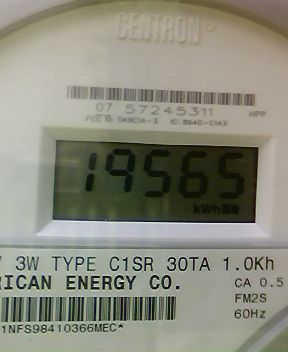 CENTRON®
07 57245311 HPP
19565
kWh
V 3W TYPE C1SR 30TA 1.0Kh
RICAN ENERGY CO. CA 0.5
FM2S
60Hz
1NFS98410366MEC*